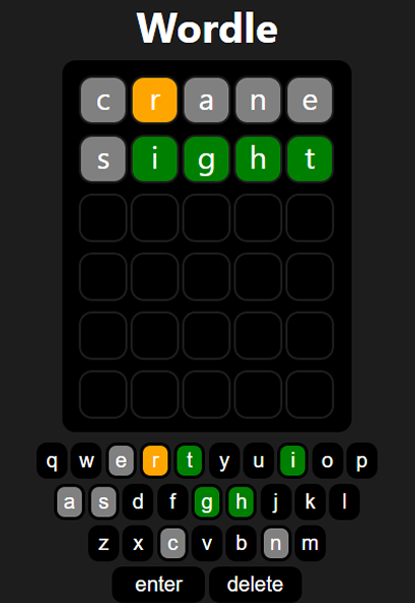 Wordle
c r a n e
s i g h t
q w e r t y u i o p
a s d f g h j k l
z x c v b n m
enter delete